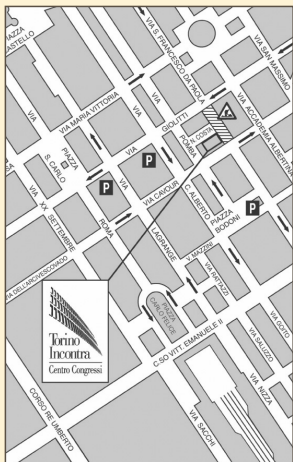 PIAZZA
CASTELLO
VIA S. FRANCESCO DA PAOLA
VIA SAN MASSIMO
VIA
VIA
VIA MARIA VITTORIA
GIOLITTI
VIA ACCADEMIA ALBERTINA
N. COSTA
POMBA
VIA
S. CARLO
PIAZZA
VIA
P
P
VIA
VIA CAVOUR
C. ALBERTO
PIAZZA
BODONI
P
VIA XX SETTEMBRE
ROMA
LAGRANGE
V. MAZZINI
VIA DELL'ARCIVESCOVADO
VIA RATTAZZI
PIAZZA
CARLO FELICE
Torino
Incontra
Centro Congressi
C.SO VITT. EMANUELE II
VIA GOITO
VIA SALUZZO
VIA NIZZA
CORSO RE UMBERTO
VIA SACCHI